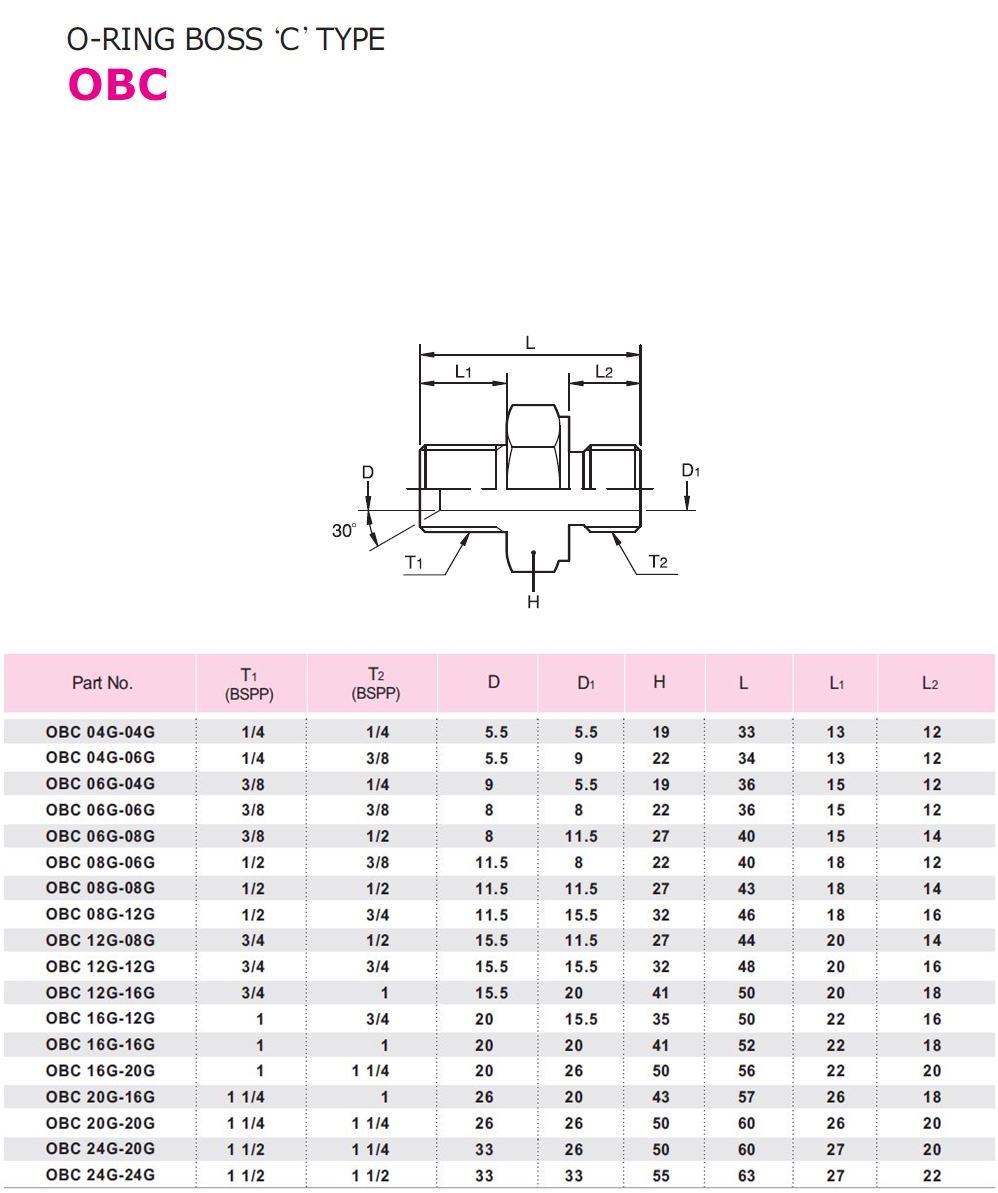 O-RING BOSS ‘C’ TYPE
OBC
L
L1
L2
D
D1
30°
T1
T2
H
Part No. T1 (BSPP) T2 (BSPP) D D1 H L L1 L2
OBC 04G-04G 1/4 1/4 5.5 5.5 19 33 13 12
OBC 04G-06G 1/4 3/8 5.5 9 22 34 13 12
OBC 06G-04G 3/8 1/4 9 5.5 19 36 15 12
OBC 06G-06G 3/8 3/8 8 8 22 36 15 12
OBC 06G-08G 3/8 1/2 8 11.5 27 40 15 14
OBC 08G-06G 1/2 3/8 11.5 8 22 40 18 12
OBC 08G-08G 1/2 1/2 11.5 11.5 27 43 18 14
OBC 08G-12G 1/2 3/4 11.5 15.5 32 46 18 16
OBC 12G-08G 3/4 1/2 15.5 11.5 27 44 20 14
OBC 12G-12G 3/4 3/4 15.5 15.5 32 48 20 16
OBC 12G-16G 3/4 1 15.5 20 41 50 20 18
OBC 16G-12G 1 3/4 20 15.5 35 50 22 16
OBC 16G-16G 1 1 20 20 41 52 22 18
OBC 16G-20G 1 1 1/4 20 26 50 56 22 20
OBC 20G-16G 1 1/4 1 26 20 43 57 26 18
OBC 20G-20G 1 1/4 1 1/4 26 26 50 60 26 20
OBC 24G-20G 1 1/2 1 1/4 33 26 50 60 27 20
OBC 24G-24G 1 1/2 1 1/2 33 33 55 63 27 22